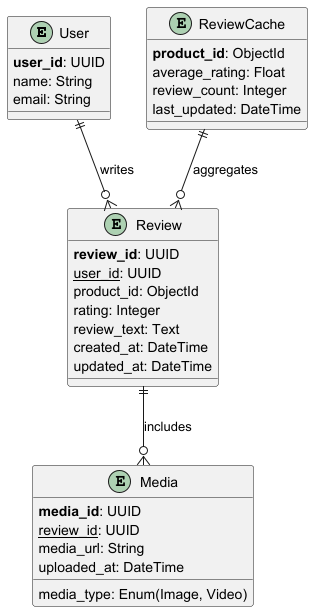 E User
user_id: UUID
name: String
email: String
E ReviewCache
product_id: ObjectId
average_rating: Float
review_count: Integer
last_updated: DateTime
writes
aggregates
E Review
review_id: UUID
user_id: UUID
product_id: ObjectId
rating: Integer
review_text: Text
created_at: DateTime
updated_at: DateTime
includes
E Media
media_id: UUID
review_id: UUID
media_url: String
uploaded_at: DateTime
media_type: Enum(Image, Video)